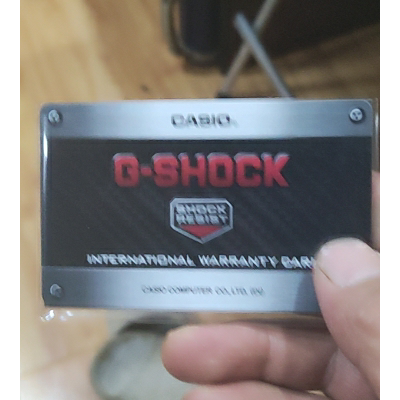 CASIO
G-SHOCK
SHOCK
RESIST
INTERNATIONAL WARRANTY CAR
CASIO COMPUTER CO., LTD.